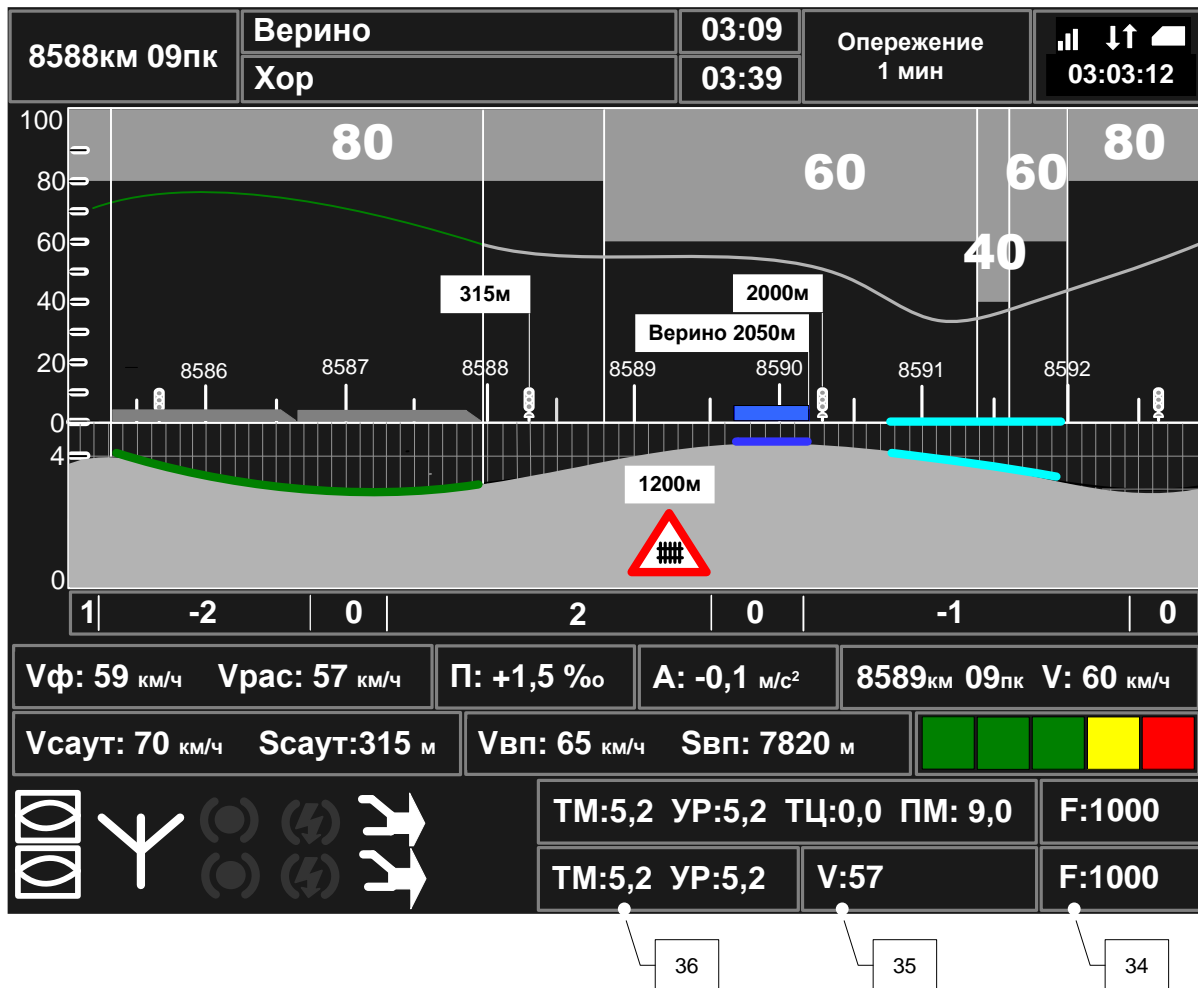 8588км 09пк
Верино 03:09
Хор 03:39
Опережение
1 мин
03:03:12
100
80
60
40
20
0
4
0
80
60
60
80
40
315м
2000м
Верино 2050м
8586
8587
8588
8589
8590
8591
8592
1200м
1 -2 0 2 0 -1 0
Vф: 59 км/ч Vрас: 57 км/ч
П: +1,5 ‰
А: -0,1 м/с²
8589км 09пк V: 60 км/ч
Vсаут: 70 км/ч Sсаут:315 м
Vвп: 65 км/ч Sвп: 7820 м
ТМ:5,2 УР:5,2 ТЦ:0,0 ПМ: 9,0
F:1000
ТМ:5,2 УР:5,2
V:57
F:1000
36
35
34